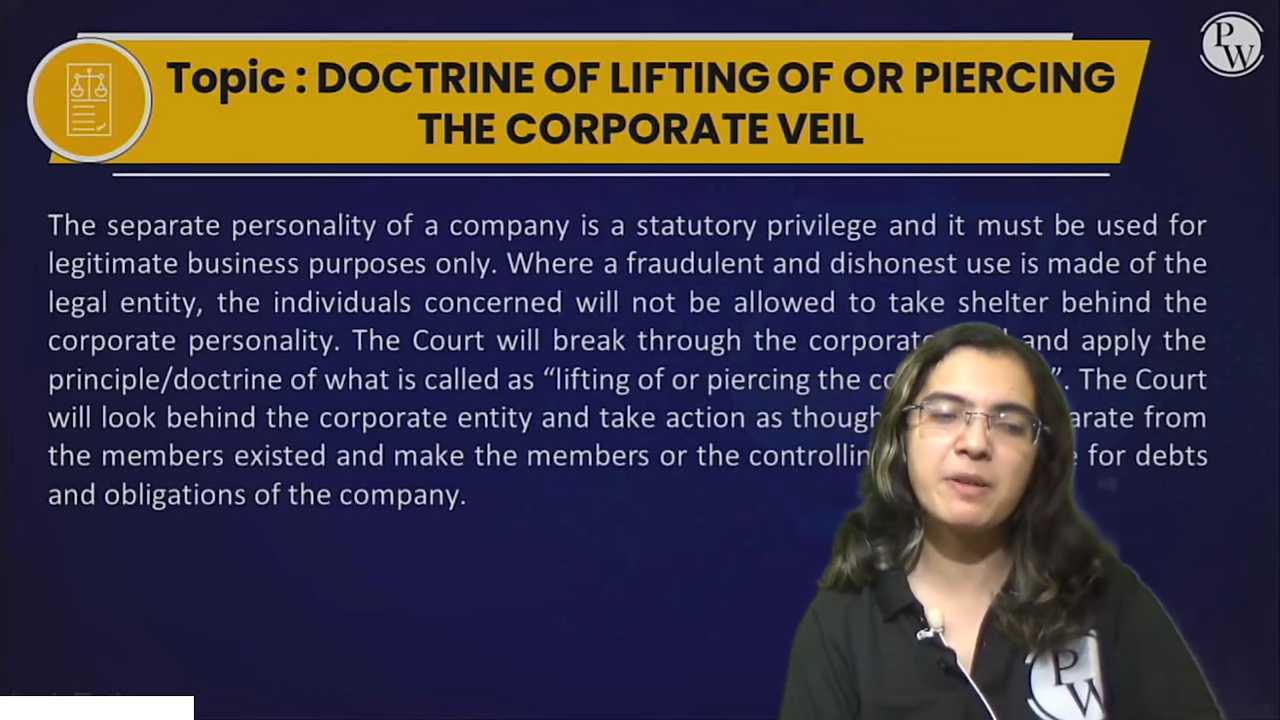 Topic : DOCTRINE OF LIFTING OF OR PIERCING
THE CORPORATE VEIL
P
W
The separate personality of a company is a statutory privilege and it must be used for
legitimate business purposes only. Where a fraudulent and dishonest use is made of the
legal entity, the individuals concerned will not be allowed to take shelter behind the
corporate personality. The Court will break through the corporate and apply the
principle/doctrine of what is called as “lifting of or piercing the ”. The Court
will look behind the corporate entity and take action as though from
the members existed and make the members or the for debts
and obligations of the company.
P
W